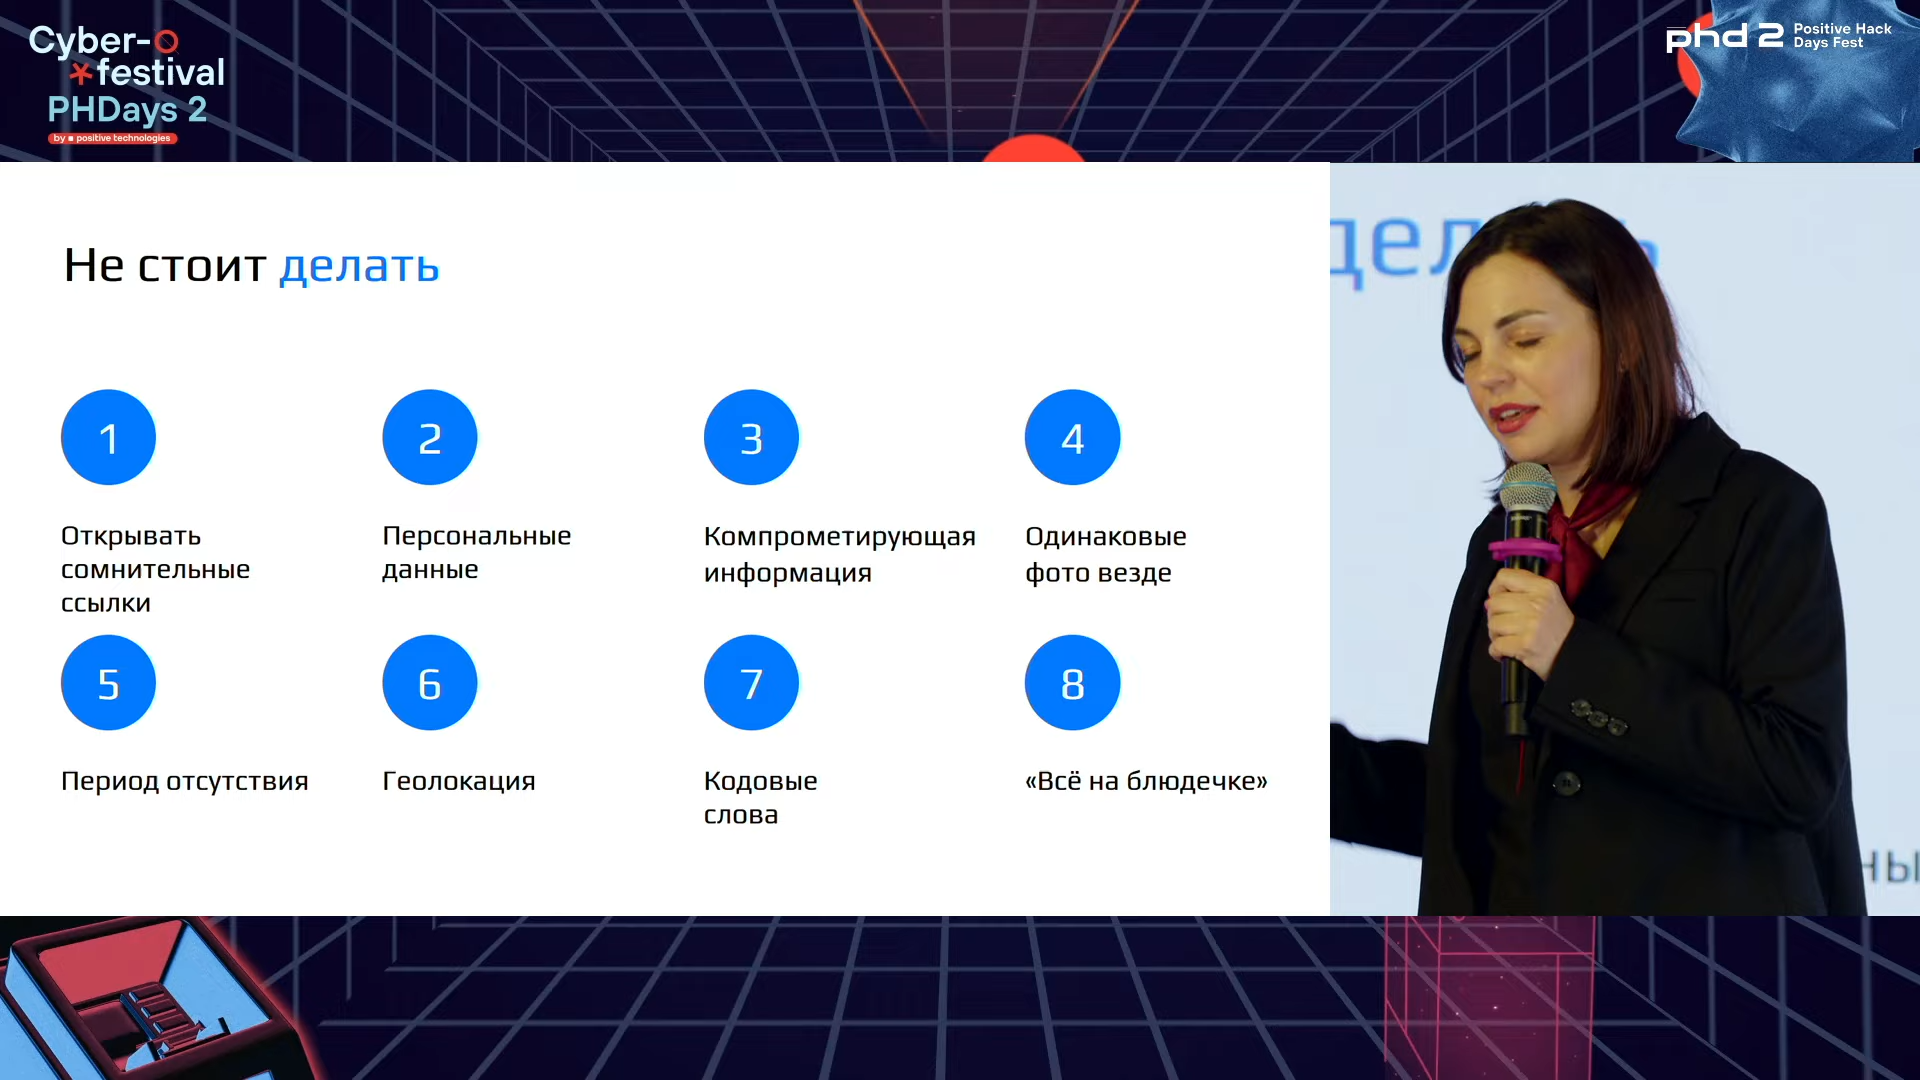 Cyber-
festival
PHDays 2
by positive technologies
phd 2 Positive Hack
Days Fest
Не стоит делать
1
Открывать
сомнительные
ссылки
2
Персональные
данные
3
Компрометирующая
информация
4
Одинаковые
фото везде
5
Период отсутствия
6
Геолокация
7
Кодовые
слова
8
«Всё на блюдечке»